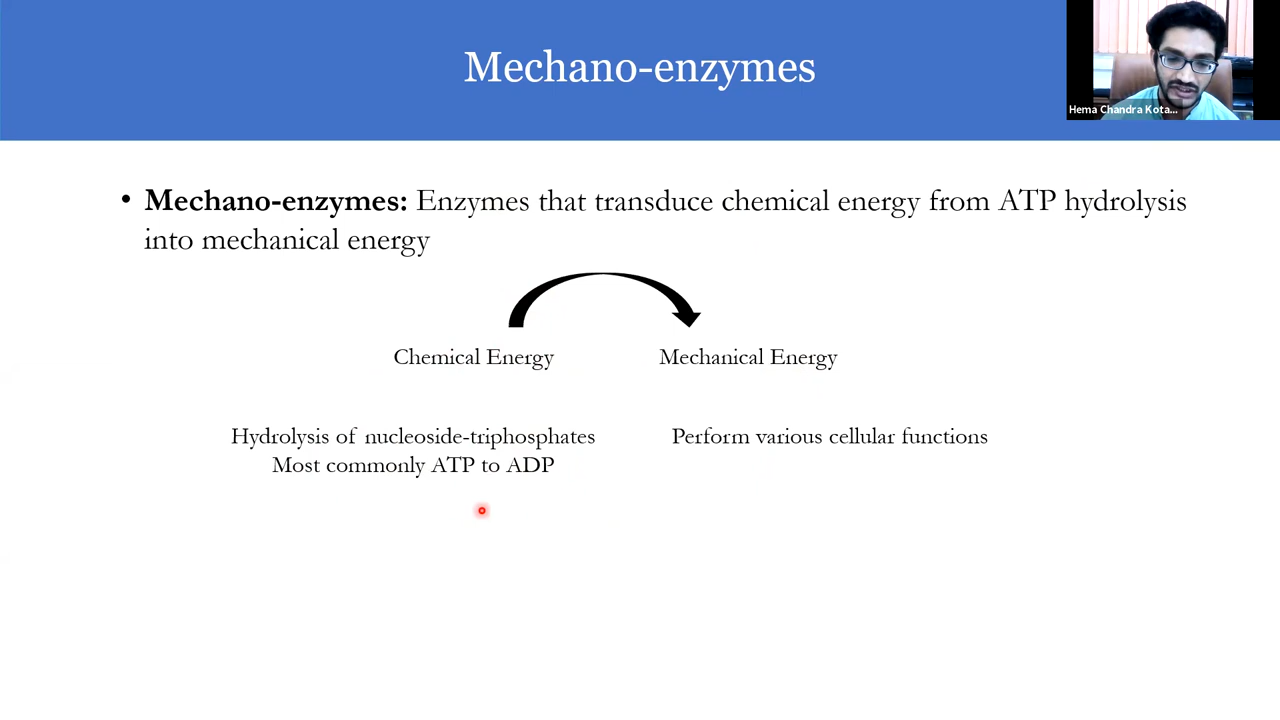 Mechano-enzymes
Hema Chandra Kota...
• Mechano-enzymes: Enzymes that transduce chemical energy from ATP hydrolysis
into mechanical energy
Chemical Energy
Mechanical Energy
Hydrolysis of nucleoside-triphosphates
Most commonly ATP to ADP
Perform various cellular functions